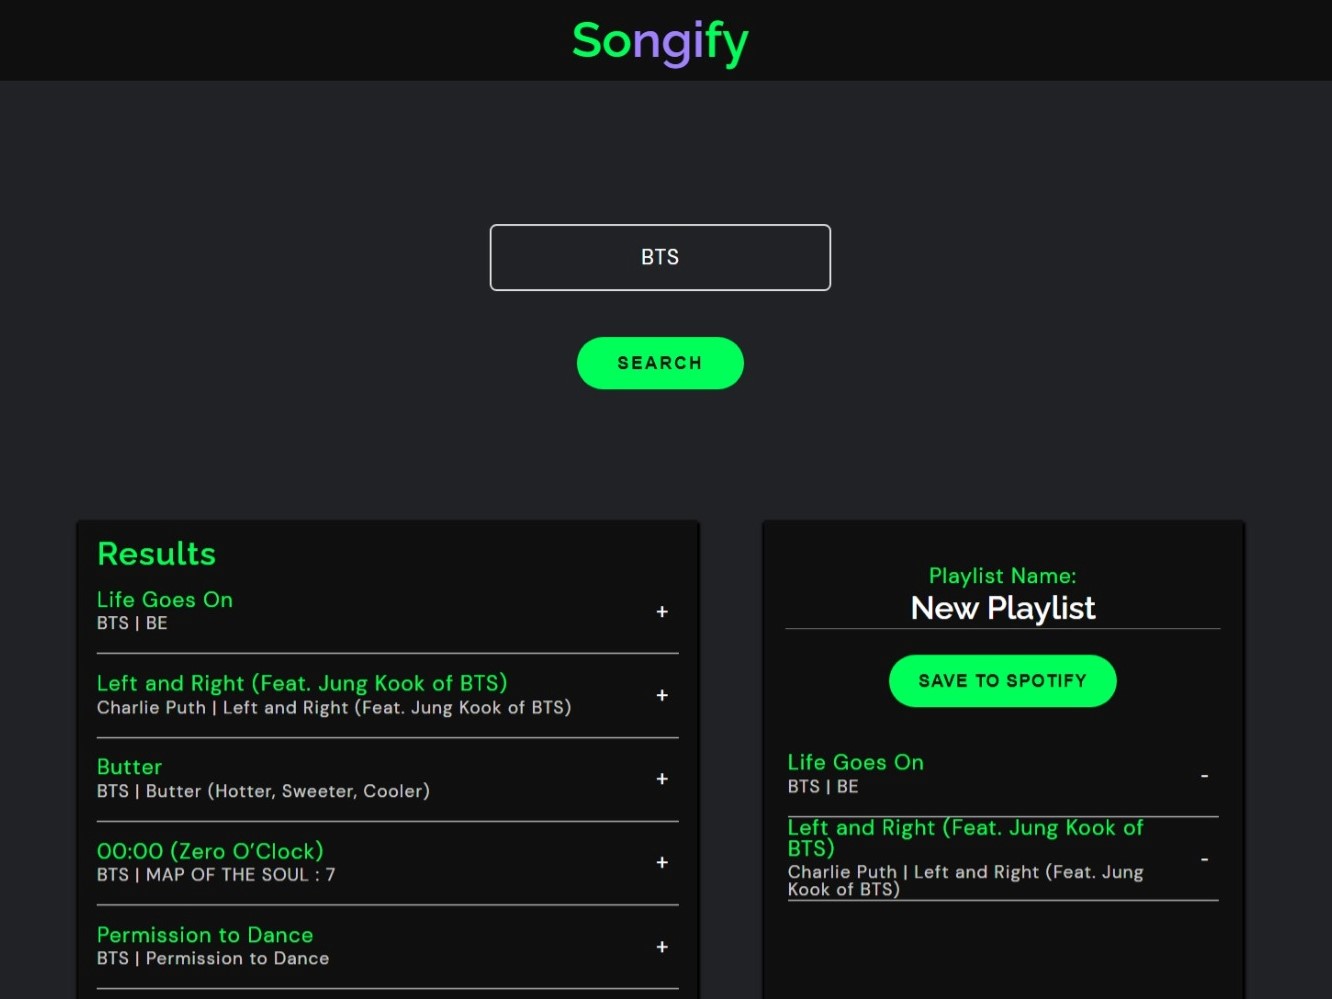 Songify
BTS
SEARCH
Results
Life Goes On
BTS | BE
+
Left and Right (Feat. Jung Kook of BTS)
Charlie Puth | Left and Right (Feat. Jung Kook of BTS)
+
Butter
BTS | Butter (Hotter, Sweeter, Cooler)
+
00:00 (Zero O’Clock)
BTS | MAP OF THE SOUL : 7
+
Permission to Dance
BTS | Permission to Dance
+
Playlist Name:
New Playlist
SAVE TO SPOTIFY
Life Goes On
BTS | BE
-
Left and Right (Feat. Jung Kook of
BTS)
Charlie Puth | Left and Right (Feat. Jung
Kook of BTS)
-